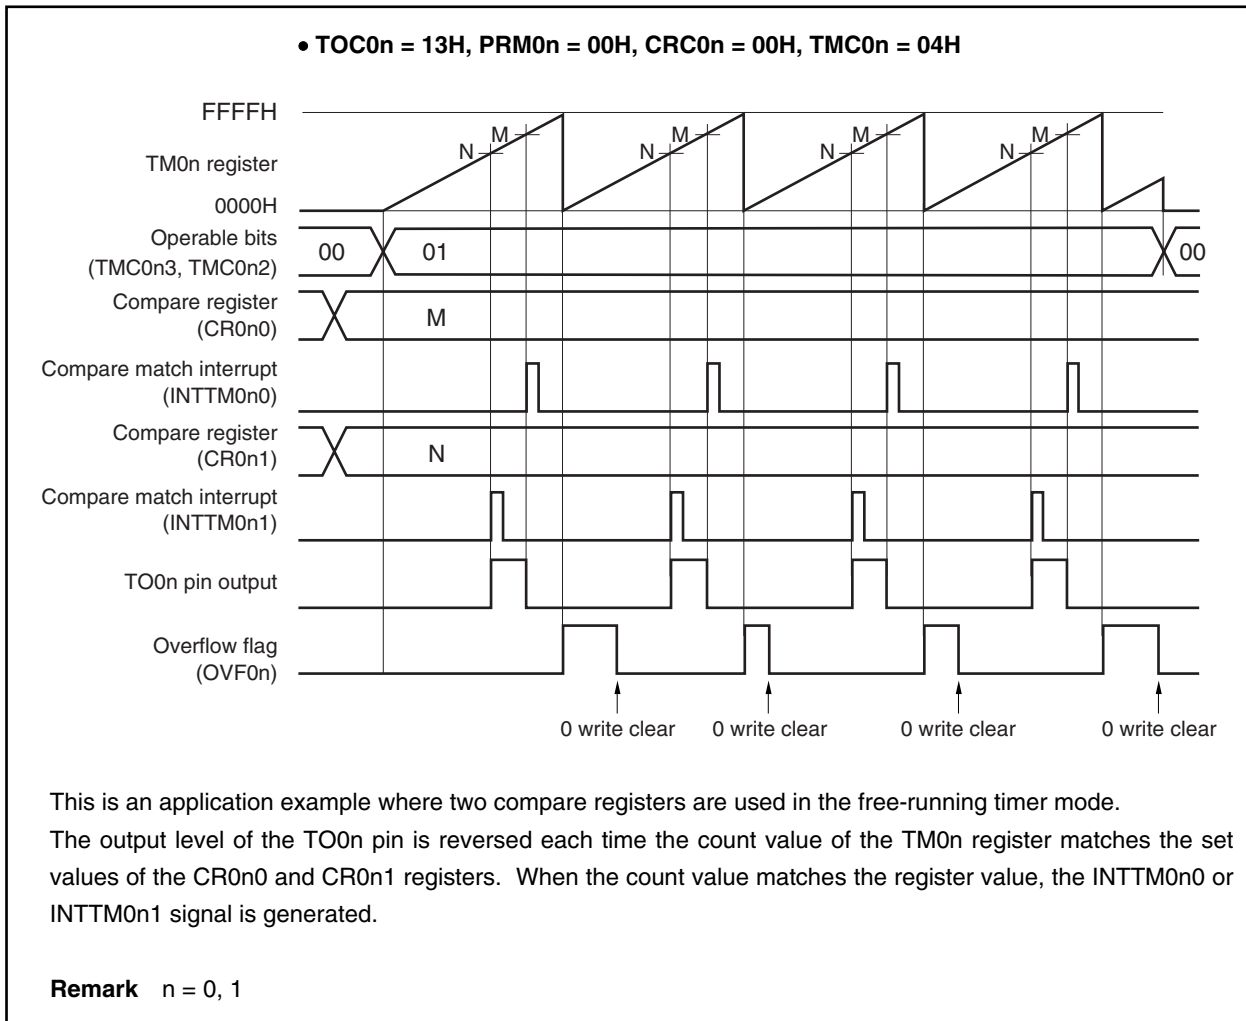 • TOC0n = 13H, PRM0n = 00H, CRC0n = 00H, TMC0n = 04H
FFFFH
M M M M
N N N N
TM0n register
0000H
Operable bits
(TMC0n3, TMC0n2)
00 01 00
Compare register
(CR0n0)
M
Compare match interrupt
(INTTM0n0)
Compare register
(CR0n1)
N
Compare match interrupt
(INTTM0n1)
TO0n pin output
Overflow flag
(OVF0n)
0 write clear 0 write clear 0 write clear 0 write clear
This is an application example where two compare registers are used in the free-running timer mode.
The output level of the TO0n pin is reversed each time the count value of the TM0n register matches the set
values of the CR0n0 and CR0n1 registers. When the count value matches the register value, the INTTM0n0 or
INTTM0n1 signal is generated.
Remark n = 0, 1